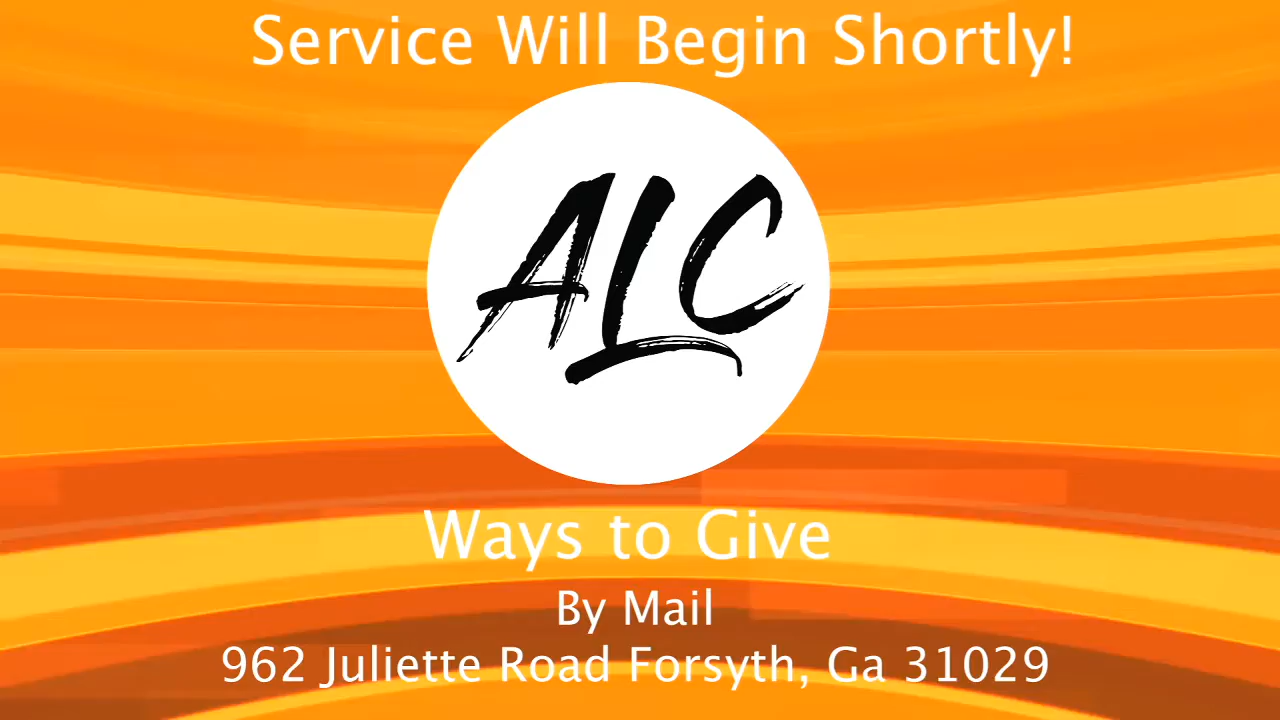 Service Will Begin Shortly!
ALC
Ways to Give
By Mail
962 Juliette Road Forsyth, Ga 31029